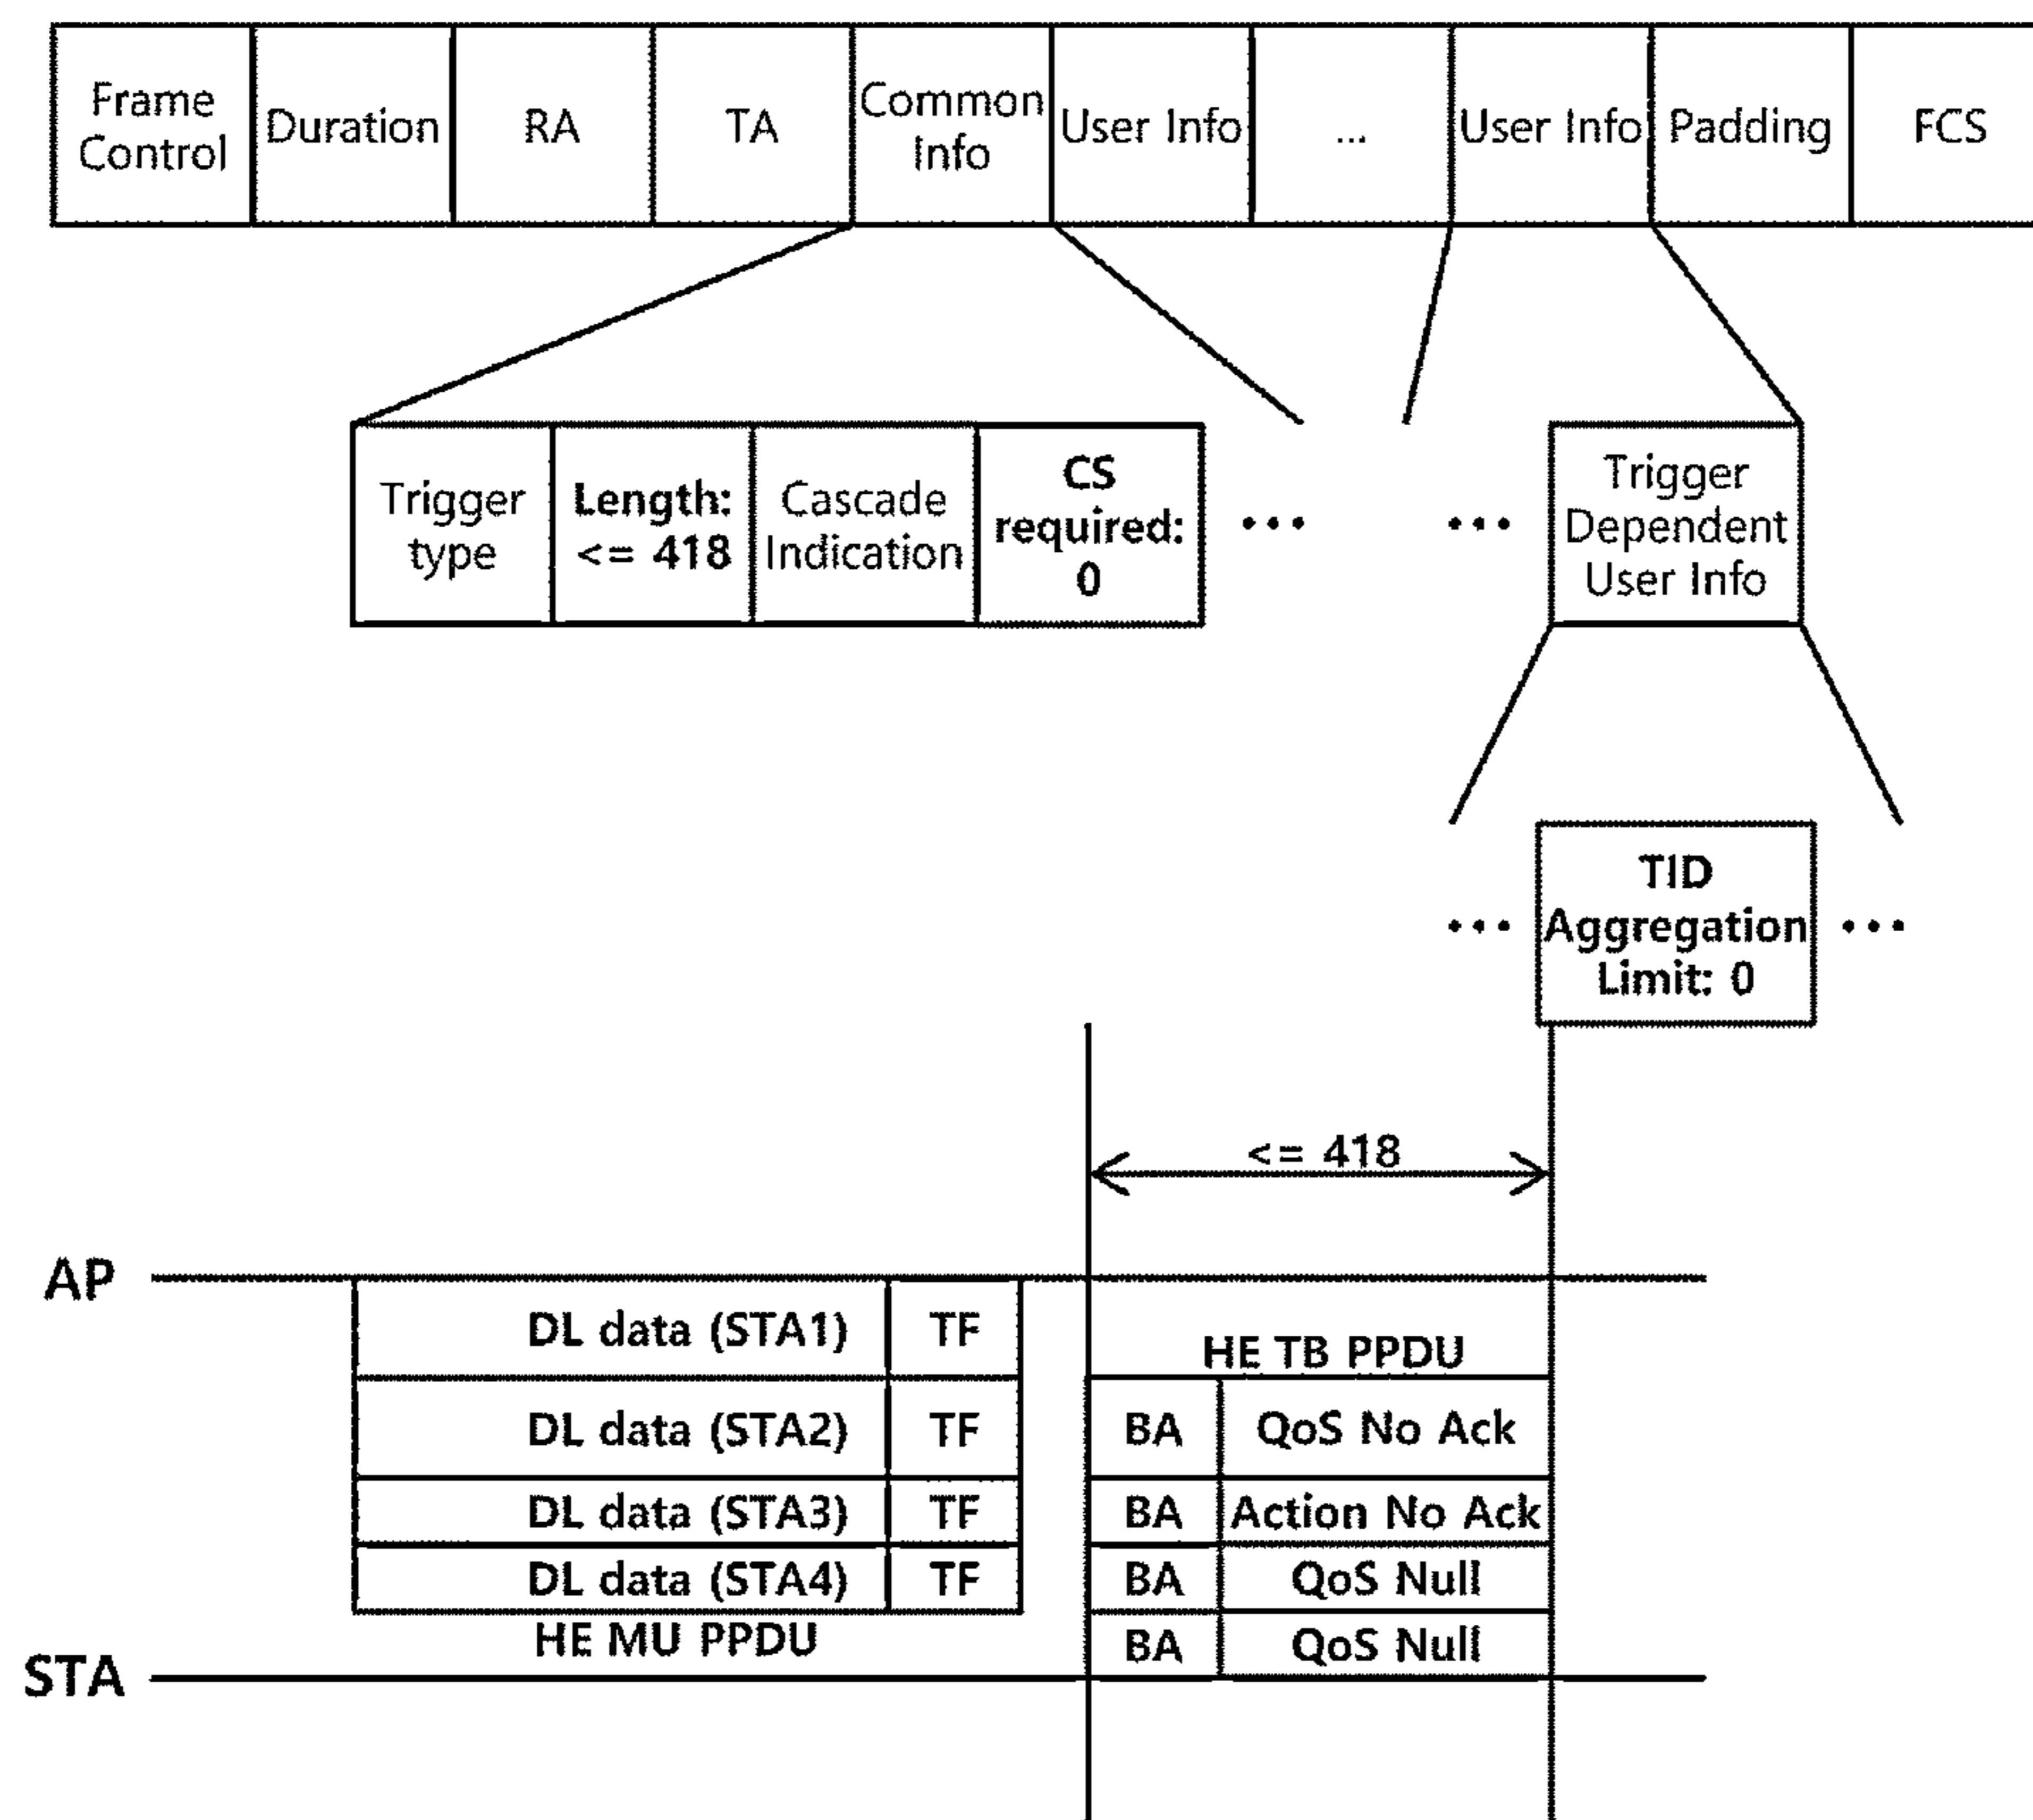 Frame
Control
Duration
RA
TA
Common
Info
User Info
...
User Info
Padding
FCS
Trigger
type
Length:
<= 418
Cascade
Indication
CS
required:
0
...
...
Trigger
Dependent
User Info
...
TID
Aggregation
Limit: 0
...
<= 418
AP
DL data (STA1)
TF
HE TB PPDU
DL data (STA2)
TF
BA
QoS No Ack
DL data (STA3)
TF
BA
Action No Ack
DL data (STA4)
TF
BA
QoS Null
HE MU PPDU
BA
QoS Null
STA